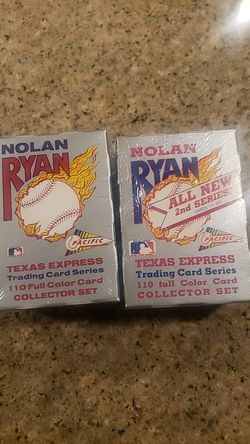 NOLAN
RYAN
PACIFIC
TEXAS EXPRESS
Trading Card Series
110 Full Color Card
COLLECTOR SET
NOLAN
RYAN
ALL NEW
2nd SERIES!
PACIFIC
TEXAS EXPRESS
Trading Card Series
110 full Color Card
COLLECTOR SET